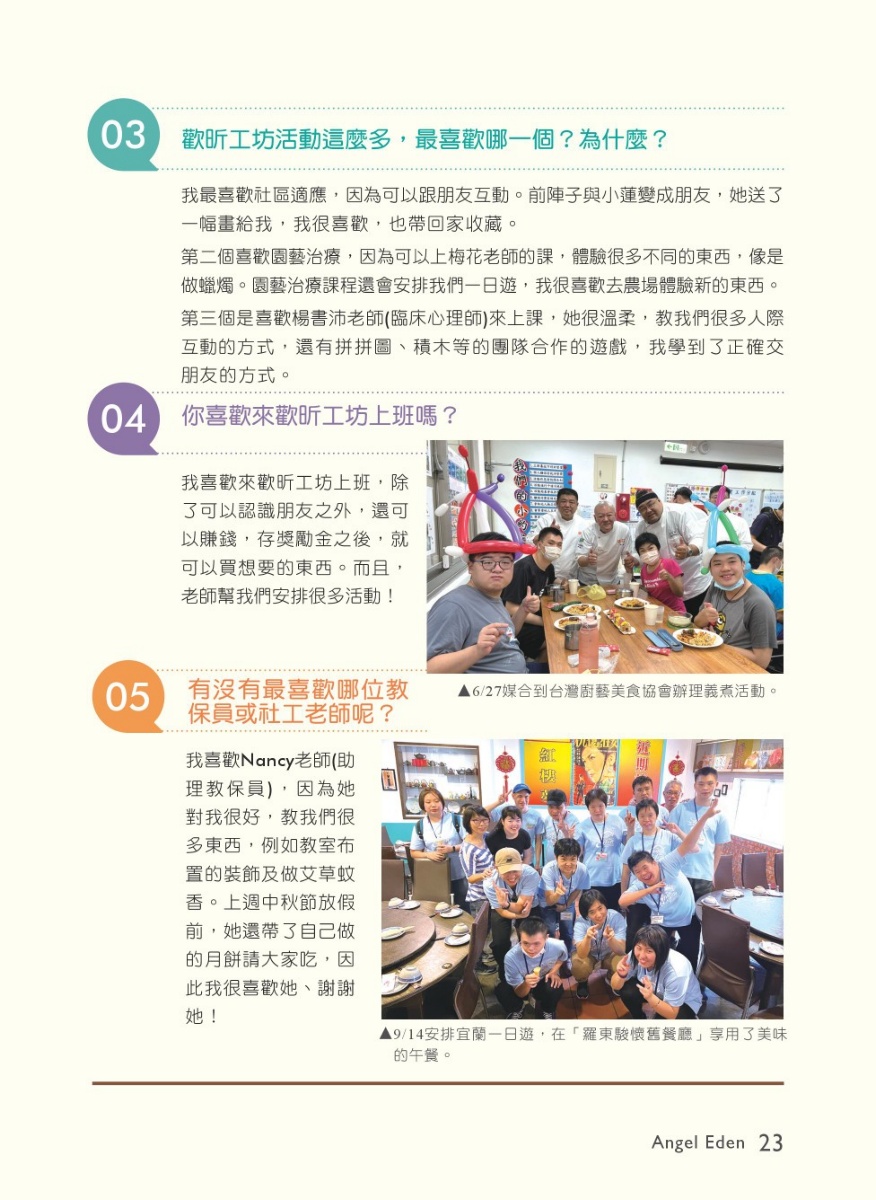 03
歡昕工坊活動這麼多，最喜歡哪一個？為什麼？
我最喜歡社區適應，因為可以跟朋友互動。前陣子與小蓮變成朋友，她送了
一幅畫給我，我很喜歡，也帶回家收藏。
第二個喜歡園藝治療，因為可以上梅花老師的課，體驗很多不同的東西，像是
做蠟燭。園藝治療課程還會安排我們一日遊，我很喜歡去農場體驗新的東西。
第三個是喜歡楊書沛老師(臨床心理師)來上課，她很溫柔，教我們很多人際
互動的方式，還有拼拼圖、積木等的團隊合作的遊戲，我學到了正確交
朋友的方式。
04
你喜歡來歡昕工坊上班嗎？
我喜歡來歡昕工坊上班，除
了可以認識朋友之外，還可
以賺錢，存獎勵金之後，就
可以買想要的東西。而且，
老師幫我們安排很多活動！
▲6/27媒合到台灣廚藝美食協會辦理義煮活動。
05
有沒有最喜歡哪位教
保員或社工老師呢？
我喜歡Nancy老師(助
理教保員)，因為她
對我很好，教我們很
多東西，例如教室布
置的裝飾及做艾草蚊
香。上週中秋節放假
前，她還帶了自己做
的月餅請大家吃，因
此我很喜歡她、謝謝
她！
▲9/14安排宜蘭一日遊，在「羅東駿懷舊餐廳」享用了美味
的午餐。
Angel Eden 23